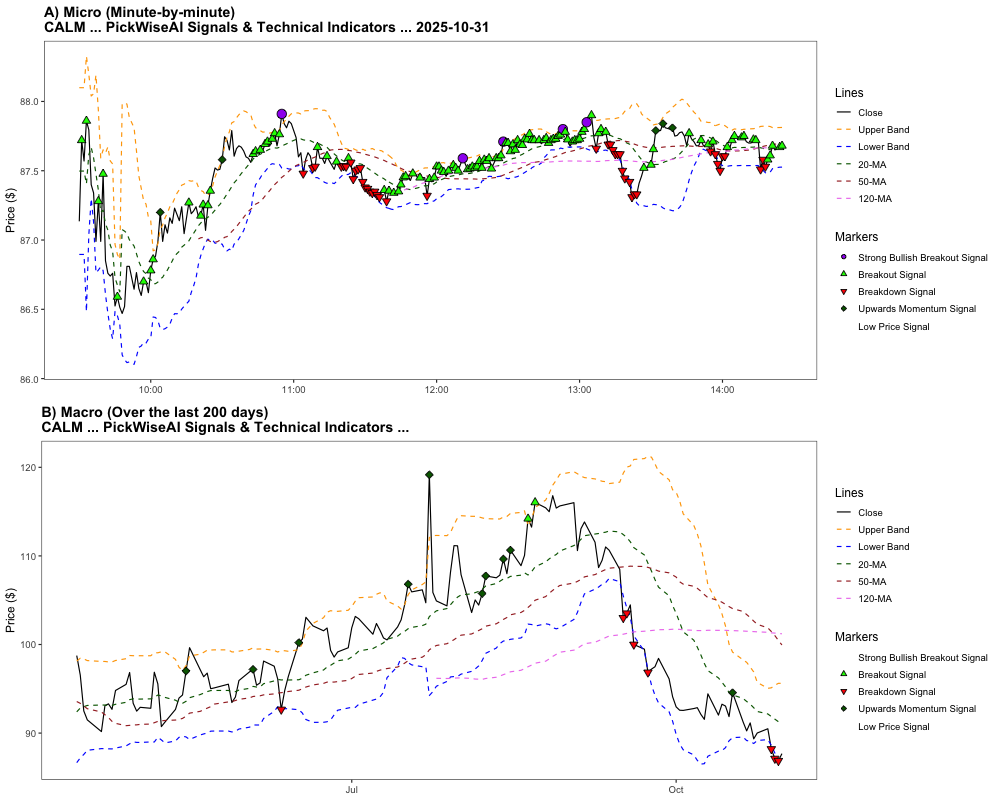 A) Micro (Minute-by-minute)
CALM ... PickWiseAI Signals & Technical Indicators ... 2025-10-31
Price ($)
88.0
87.5
87.0
86.5
86.0
10:00
11:00
12:00
13:00
14:00
Lines
Close
Upper Band
Lower Band
20-MA
50-MA
120-MA
Markers
Strong Bullish Breakout Signal
Breakout Signal
Breakdown Signal
Upwards Momentum Signal
Low Price Signal
B) Macro (Over the last 200 days)
CALM ... PickWiseAI Signals & Technical Indicators ...
Price ($)
120
110
100
90
Jul
Oct
Lines
Close
Upper Band
Lower Band
20-MA
50-MA
120-MA
Markers
Strong Bullish Breakout Signal
Breakout Signal
Breakdown Signal
Upwards Momentum Signal
Low Price Signal